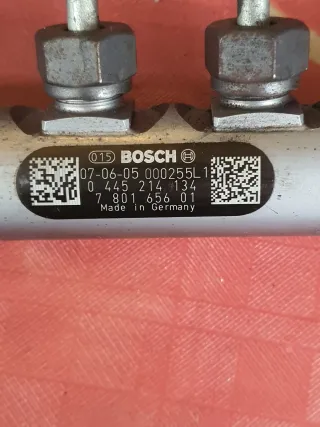 015 BOSCH
07-06-05 000255L1
0 445 214 134
7 801 656 01
Made in Germany